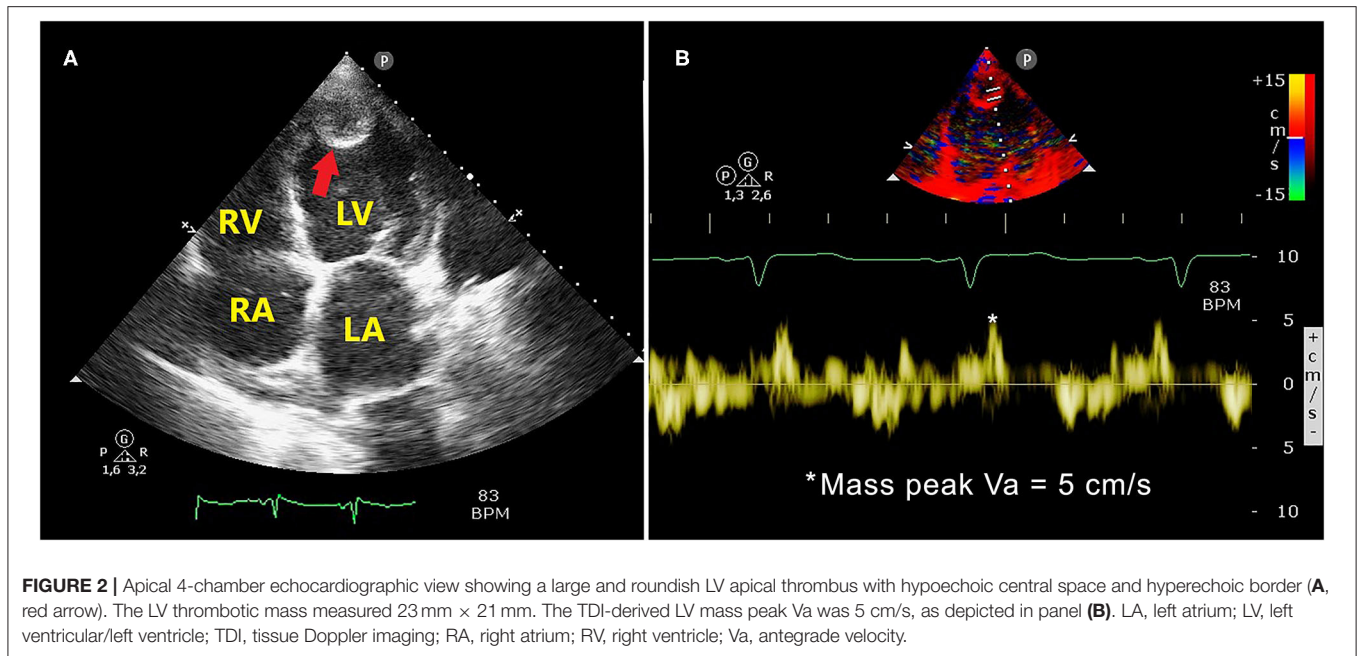 A
P
RV
LV
RA
LA
G
P R
1,6 3,2
83
BPM
B
P
+15
c
m
/
s
-15
G
P R
1,3 2,6
10
83
BPM
*
5
0
5
10
+
c
m
/
s
-
*Mass peak Va = 5 cm/s
FIGURE 2 | Apical 4-chamber echocardiographic view showing a large and roundish LV apical thrombus with hypoechoic central space and hyperechoic border (A,
red arrow). The LV thrombotic mass measured 23 mm × 21 mm. The TDI-derived LV mass peak Va was 5 cm/s, as depicted in panel (B). LA, left atrium; LV, left
ventricular/left ventricle; TDI, tissue Doppler imaging; RA, right atrium; RV, right ventricle; Va, antegrade velocity.